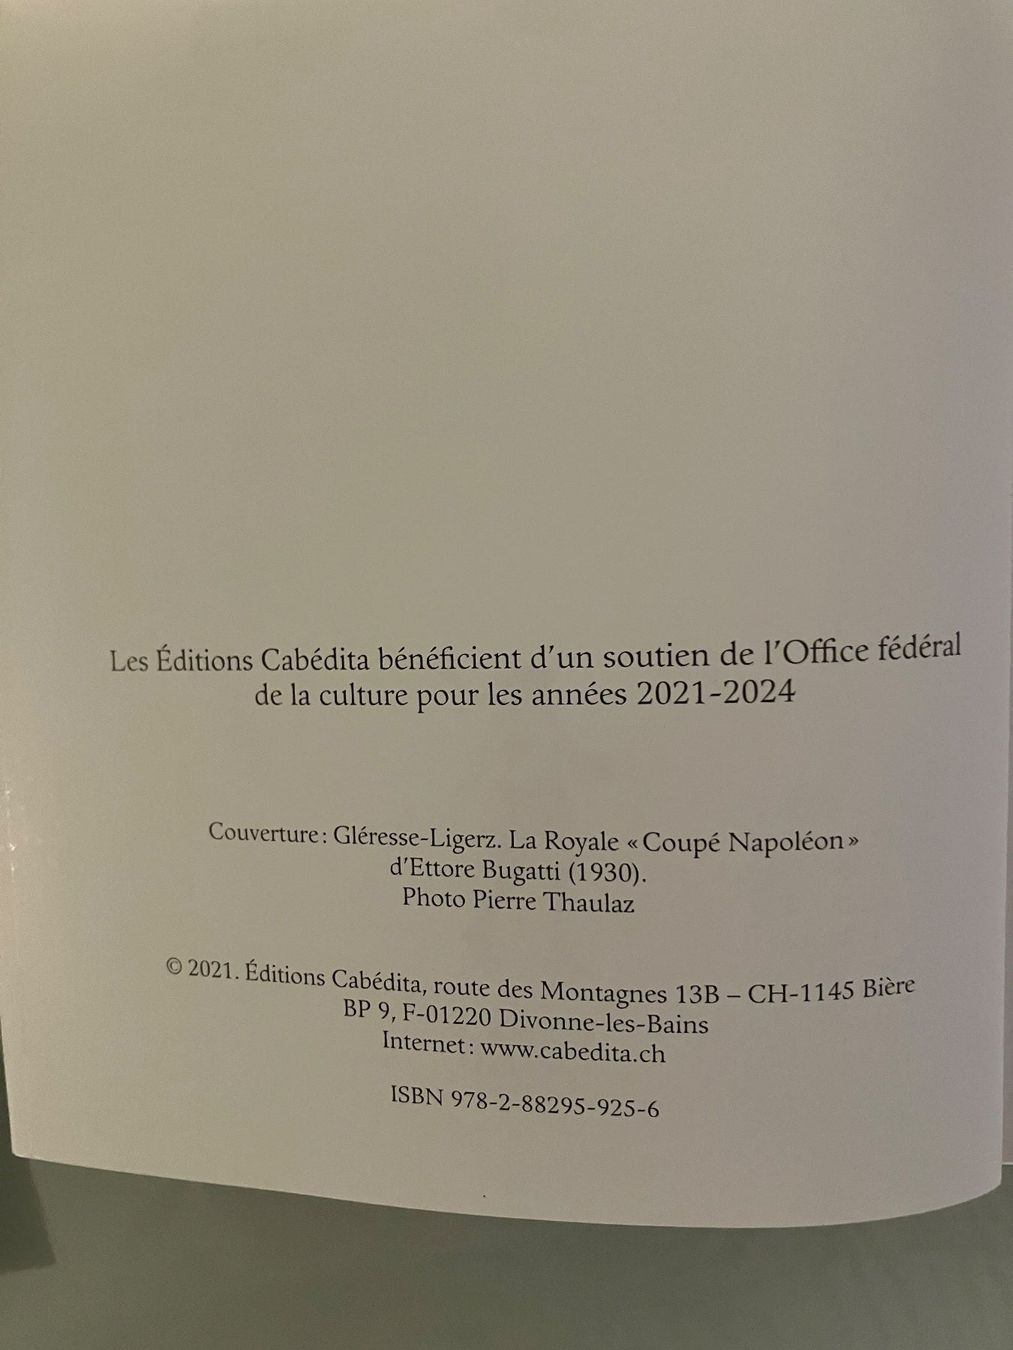 Les Éditions Cabédita bénéficient d’un soutien de l’Office fédéral
de la culture pour les années 2021-2024
Couverture : Gléresse-Ligerz. La Royale « Coupé Napoléon »
d’Ettore Bugatti (1930).
Photo Pierre Thaulaz
© 2021. Éditions Cabédita, route des Montagnes 13B – CH-1145 Bière
BP 9, F-01220 Divonne-les-Bains
Internet : www.cabedita.ch
ISBN 978-2-88295-925-6